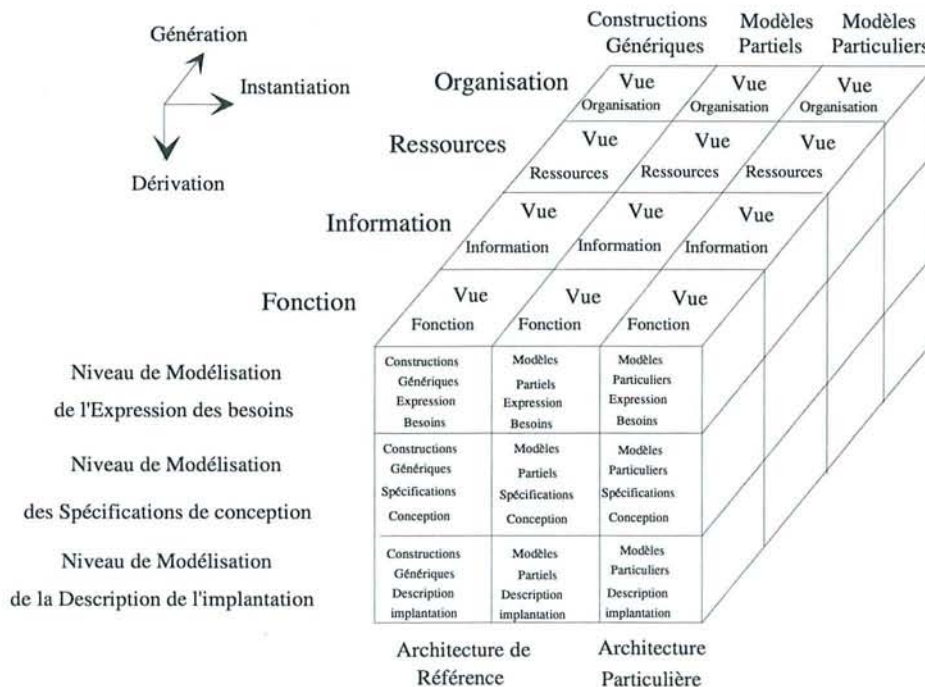 Constructions Modèles Modèles
Génériques Partiels Particuliers
Génération
Instantiation
Dérivation
Organisation
Vue Vue Vue
Organisation Organisation Organisation
Ressources
Vue Vue Vue
Ressources Ressources Ressources
Information
Vue Vue Vue
Information Information Information
Fonction
Vue Vue Vue
Fonction Fonction Fonction
Niveau de Modélisation
de l'Expression des besoins
Constructions Modèles Modèles
Génériques Partiels Particuliers
Expression Expression Expression
Besoins Besoins Besoins
Niveau de Modélisation
des Spécifications de conception
Constructions Modèles Modèles
Génériques Partiels Particuliers
Spécifications Spécifications Spécifications
Conception Conception Conception
Niveau de Modélisation
de la Description de l'implantation
Constructions Modèles Modèles
Génériques Partiels Particuliers
Description Description Description
implantation implantation implantation
Architecture de Architecture
Référence Particulière